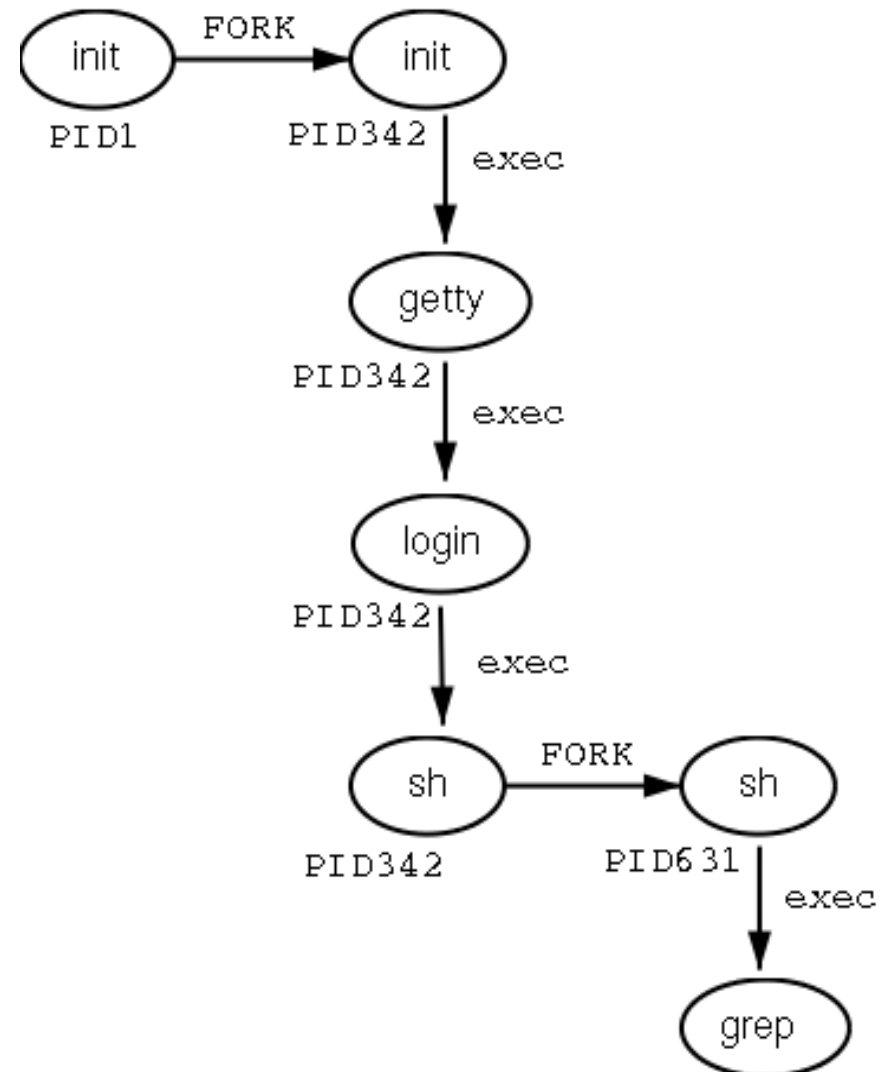 FORK
init
init
PID1
PID342
exec
getty
PID342
exec
login
PID342
exec
FORK
sh
sh
PID342
PID631
exec
grep